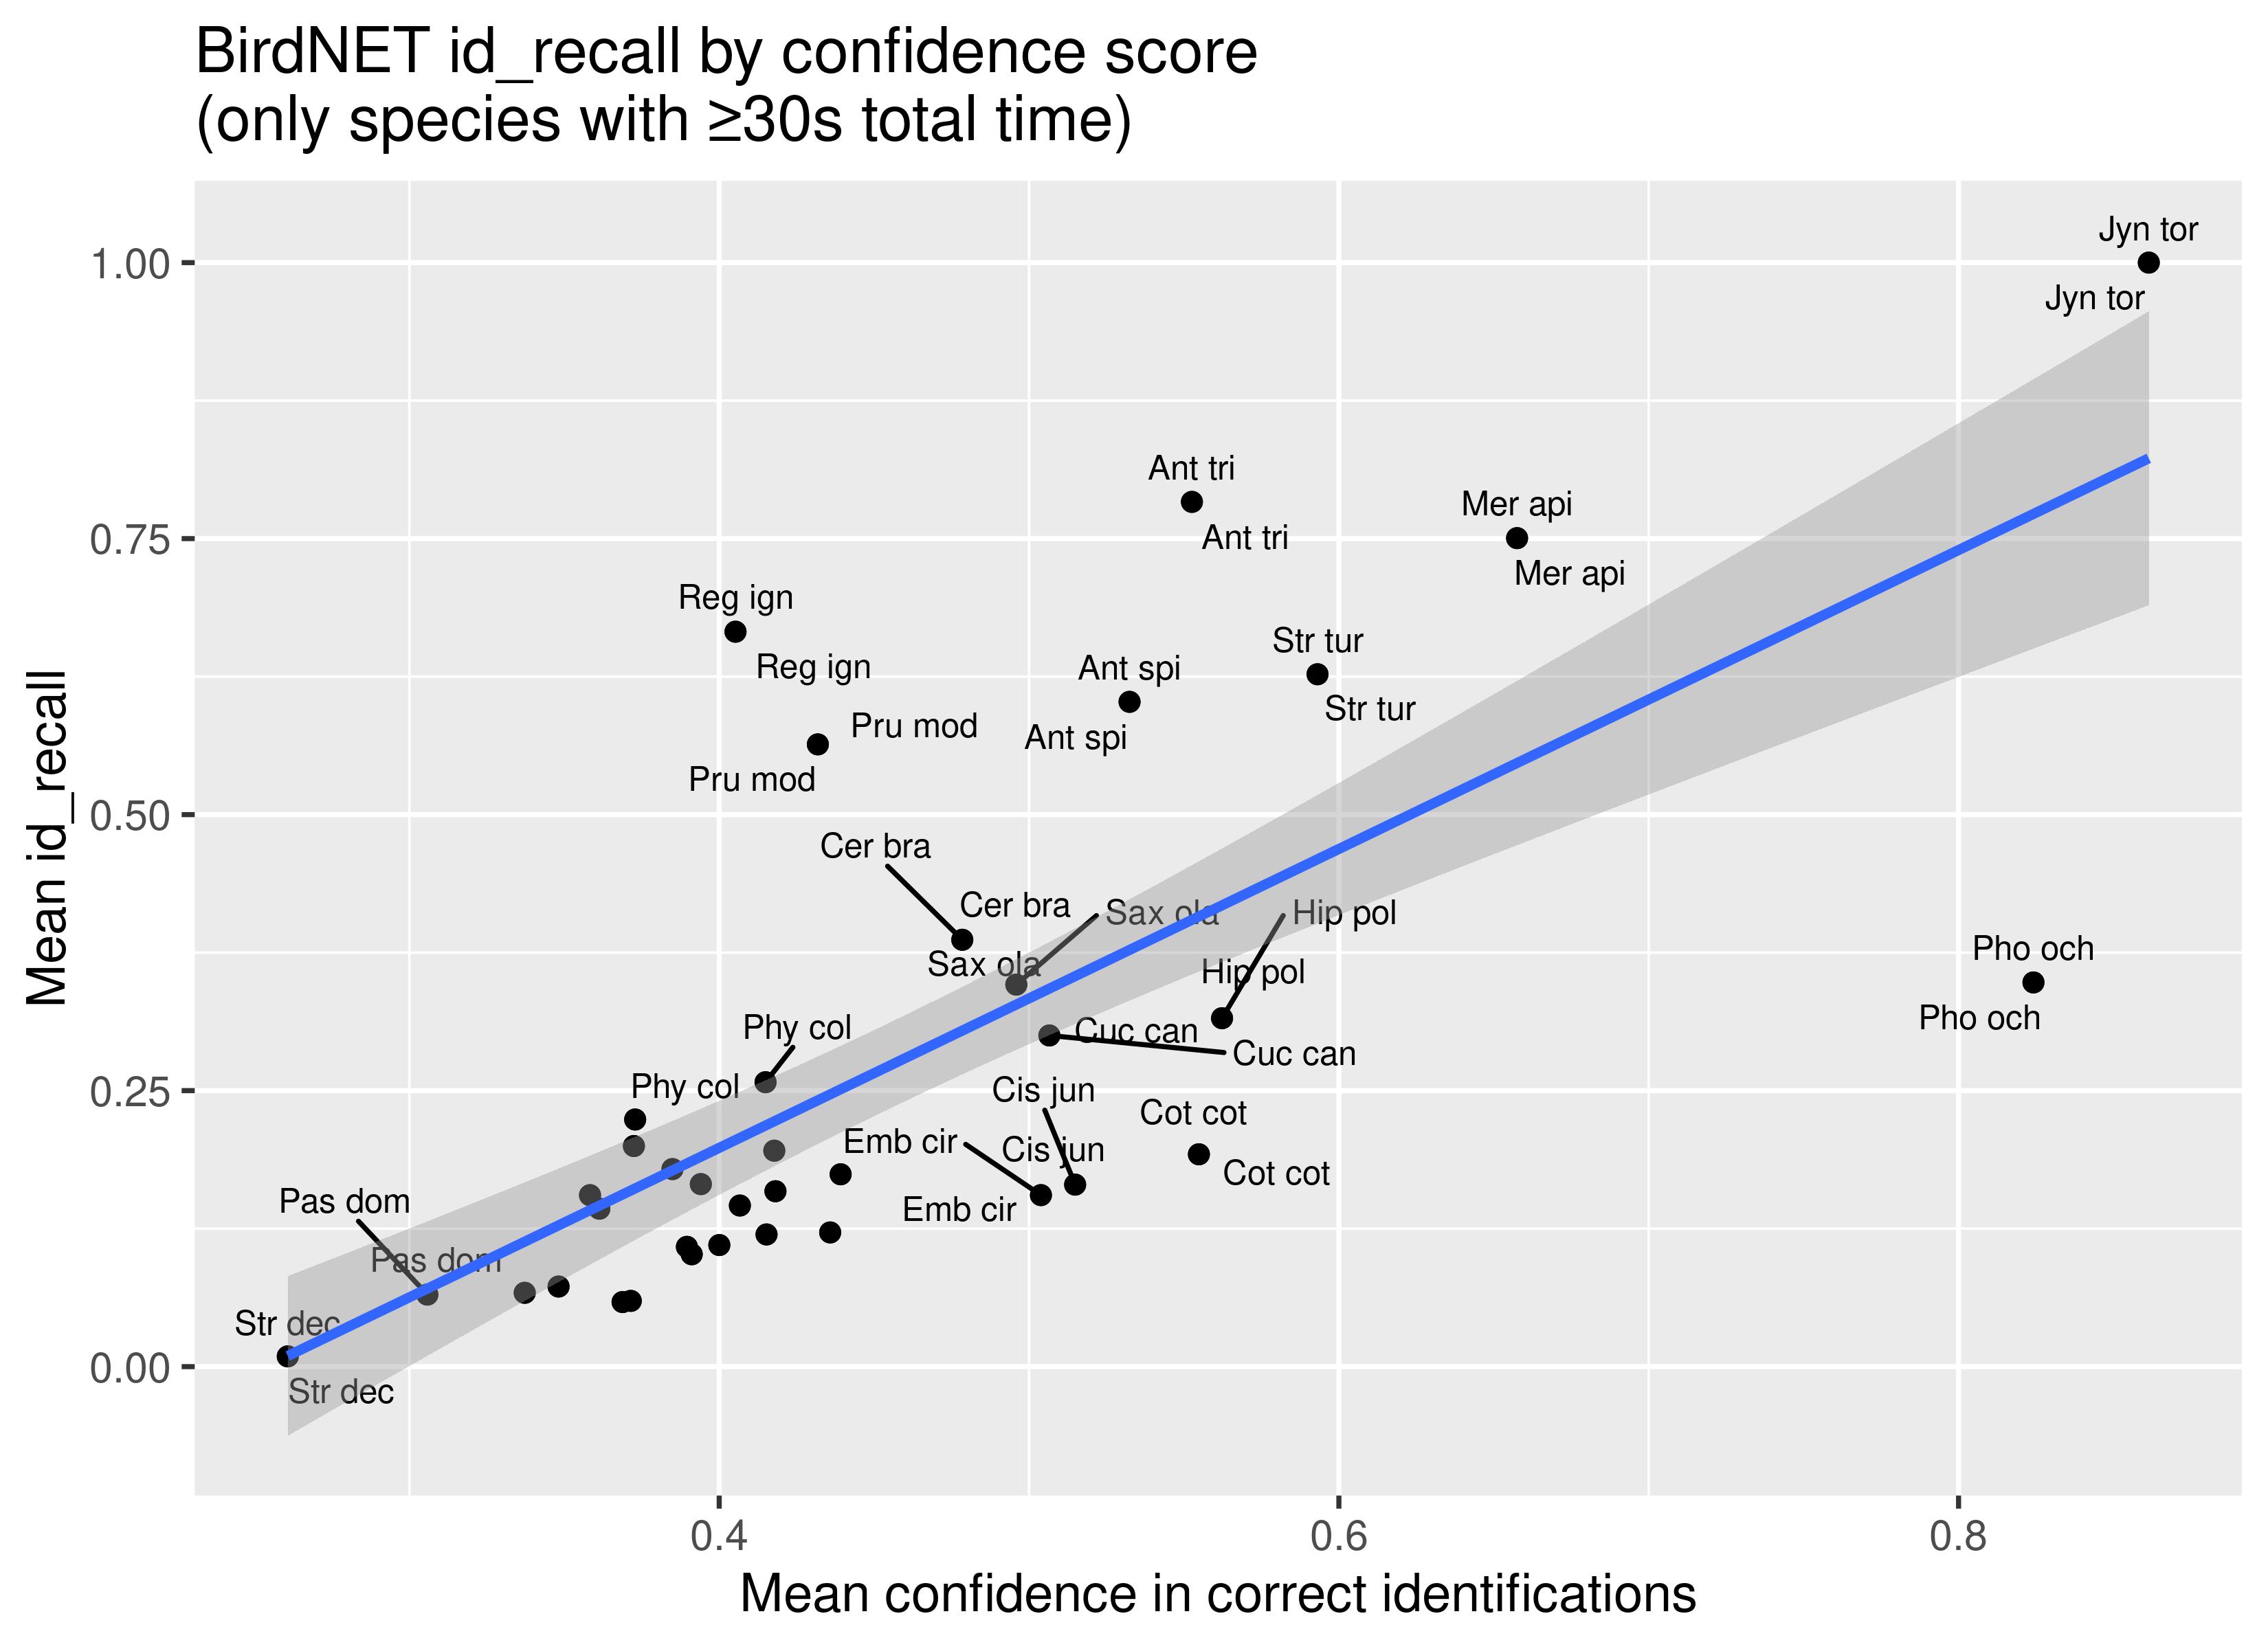 BirdNET id_recall by confidence score
(only species with ≥30s total time)
Mean id_recall
1.00
0.75
0.50
0.25
0.00
Jyn tor
Jyn tor
Ant tri
Ant tri
Mer api
Mer api
Reg ign
Reg ign
Str tur
Str tur
Ant spi
Ant spi
Pru mod
Pru mod
Cer bra
Cer bra
Sax ola
Sax ola
Hip pol
Hip pol
Pho och
Pho och
Phy col
Phy col
Cuc can
Cuc can
Cis jun
Cis jun
Cot cot
Cot cot
Emb cir
Emb cir
Pas dom
Pas dom
Str dec
Str dec
0.4
0.6
0.8
Mean confidence in correct identifications